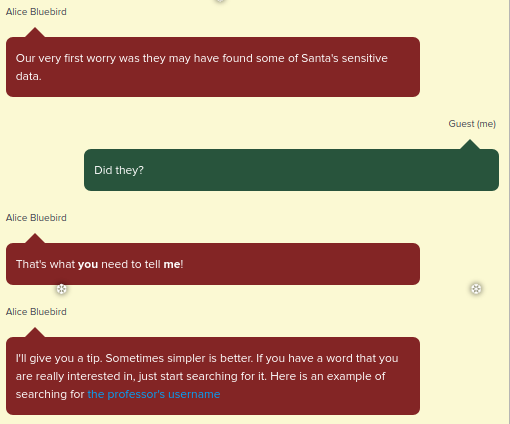 Alice Bluebird
Our very first worry was they may have found some of Santa's sensitive
data.
Guest (me)
Did they?
Alice Bluebird
That's what you need to tell me!
Alice Bluebird
I'll give you a tip. Sometimes simpler is better. If you have a word that you
are really interested in, just start searching for it. Here is an example of
searching for the professor's username